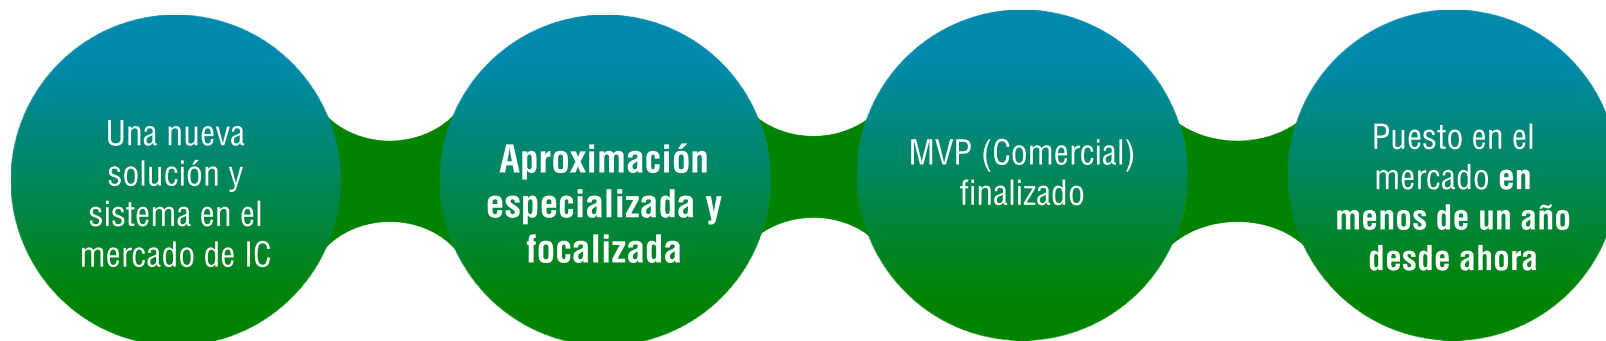 Una nueva
solución y
sistema en el
mercado de IC
Aproximación
especializada y
focalizada
MVP (Comercial)
finalizado
Puesto en el
mercado en
menos de un año
desde ahora